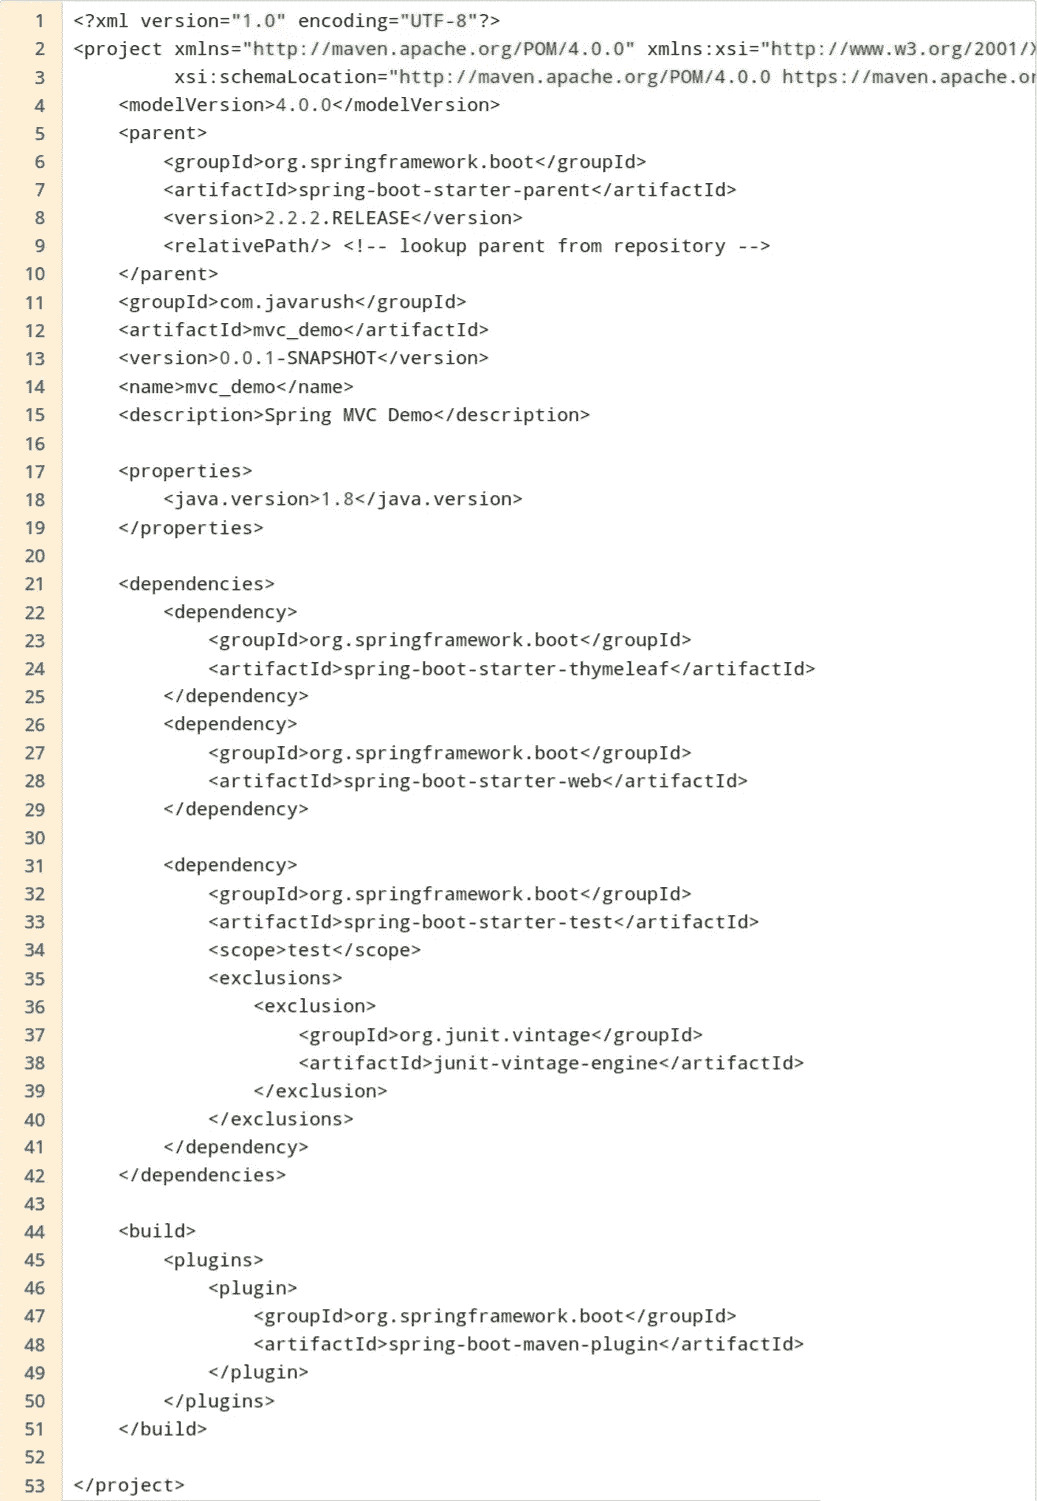 1 <?xml version="1.0" encoding="UTF-8"?>
2 <project xmlns="http://maven.apache.org/POM/4.0.0" xmlns:xsi="http://www.w3.org/2001/
3         xsi:schemaLocation="http://maven.apache.org/POM/4.0.0 https://maven.apache.or
4    <modelVersion>4.0.0</modelVersion>
5    <parent>
6        <groupId>org.springframework.boot</groupId>
7        <artifactId>spring-boot-starter-parent</artifactId>
8        <version>2.2.2.RELEASE</version>
9        <relativePath/> <!-- lookup parent from repository -->
10    </parent>
11    <groupId>com.javarush</groupId>
12    <artifactId>mvc_demo</artifactId>
13    <version>0.0.1-SNAPSHOT</version>
14    <name>mvc_demo</name>
15    <description>Spring MVC Demo</description>
16
17    <properties>
18        <java.version>1.8</java.version>
19    </properties>
20
21    <dependencies>
22        <dependency>
23            <groupId>org.springframework.boot</groupId>
24            <artifactId>spring-boot-starter-thymeleaf</artifactId>
25        </dependency>
26        <dependency>
27            <groupId>org.springframework.boot</groupId>
28            <artifactId>spring-boot-starter-web</artifactId>
29        </dependency>
30
31        <dependency>
32            <groupId>org.springframework.boot</groupId>
33            <artifactId>spring-boot-starter-test</artifactId>
34            <scope>test</scope>
35            <exclusions>
36                <exclusion>
37                    <groupId>org.junit.vintage</groupId>
38                    <artifactId>junit-vintage-engine</artifactId>
39                </exclusion>
40            </exclusions>
41        </dependency>
42    </dependencies>
43
44    <build>
45        <plugins>
46            <plugin>
47                <groupId>org.springframework.boot</groupId>
48                <artifactId>spring-boot-maven-plugin</artifactId>
49            </plugin>
50        </plugins>
51    </build>
52
53 </project>